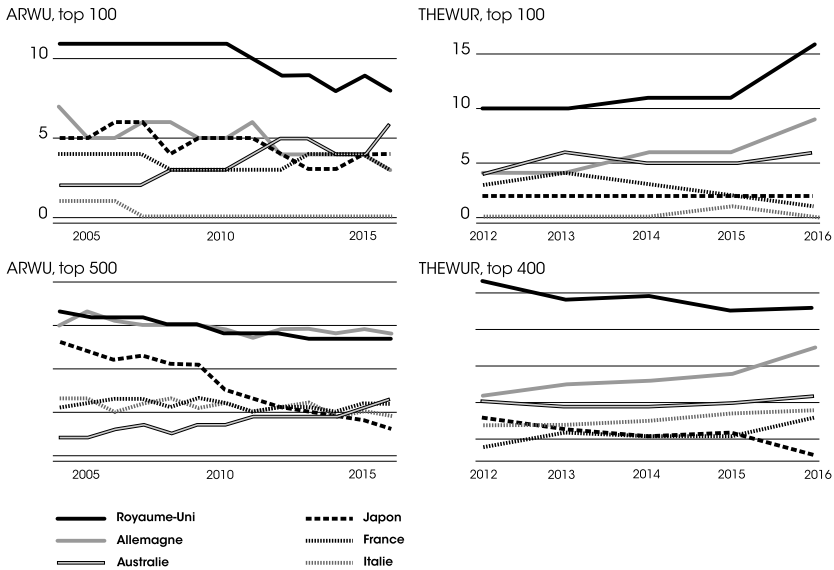 ARWU, top 100
10
5
0
2005 2010 2015
THEWUR, top 100
15
10
5
0
2012 2013 2014 2015 2016
ARWU, top 500
2005 2010 2015
THEWUR, top 400
2012 2013 2014 2015 2016
Royaume-Uni
Allemagne
Australie
Japon
France
Italie